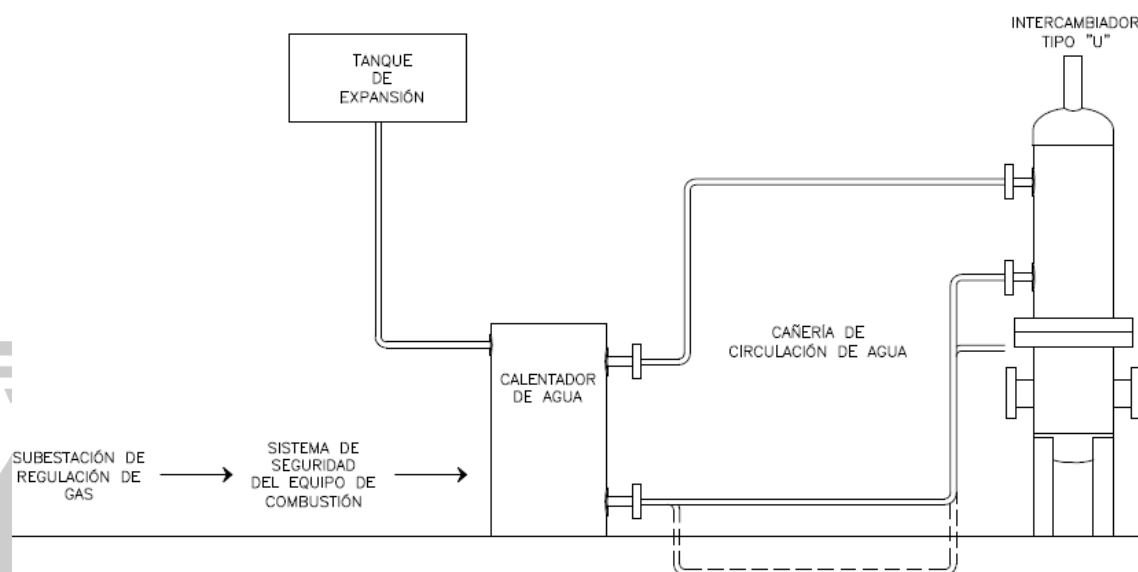 INTERCAMBIADOR
TIPO "U"
TANQUE
DE
EXPANSIÓN
CAÑERÍA DE
CIRCULACIÓN DE AGUA
CALENTADOR
DE AGUA
SUBESTACIÓN DE
REGULACIÓN DE
GAS
SISTEMA DE
SEGURIDAD
DEL EQUIPO DE
COMBUSTIÓN